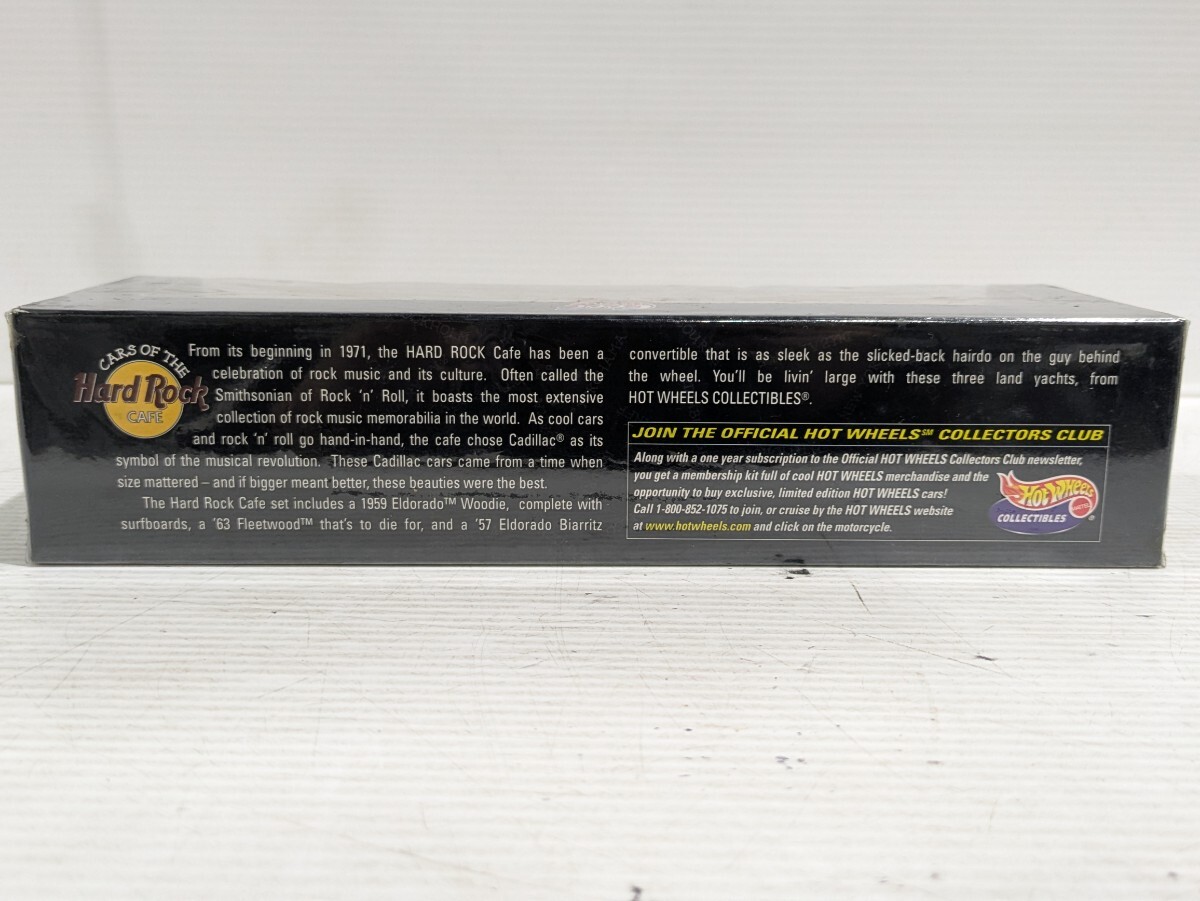 CARS OF THE
Hard Rock
CAFE
From its beginning in 1971, the HARD ROCK Cafe has been a
celebration of rock music and its culture. Often called the
Smithsonian of Rock 'n' Roll, it boasts the most extensive
collection of rock music memorabilia in the world. As cool cars
and rock 'n' roll go hand-in-hand, the cafe chose Cadillac® as its
symbol of the musical revolution. These Cadillac cars came from a time when
size mattered – and if bigger meant better, these beauties were the best.
The Hard Rock Cafe set includes a 1959 Eldorado™ Woodie, complete with
surfboards, a '63 Fleetwood™ that's to die for, and a '57 Eldorado Biarritz
convertible that is as sleek as the slicked-back hairdo on the guy behind
the wheel. You'll be livin' large with these three land yachts, from
HOT WHEELS COLLECTIBLES®.
JOIN THE OFFICIAL HOT WHEELS℠ COLLECTORS CLUB
Along with a one year subscription to the Official HOT WHEELS Collectors Club newsletter,
you get a membership kit full of cool HOT WHEELS merchandise and the
opportunity to buy exclusive, limited edition HOT WHEELS cars!
Call 1-800-852-1075 to join, or cruise by the HOT WHEELS website
at www.hotwheels.com and click on the motorcycle.
Hot Wheels
MATTEL
COLLECTIBLES ®